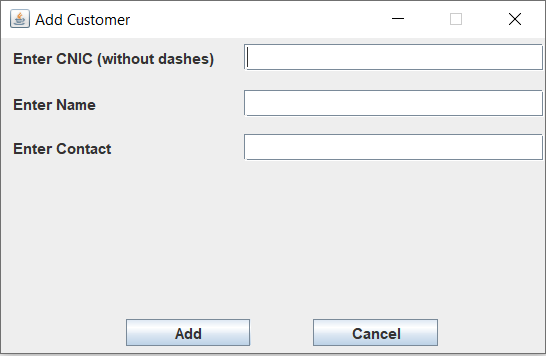 Add Customer
Enter CNIC (without dashes)
Enter Name
Enter Contact
Add Cancel